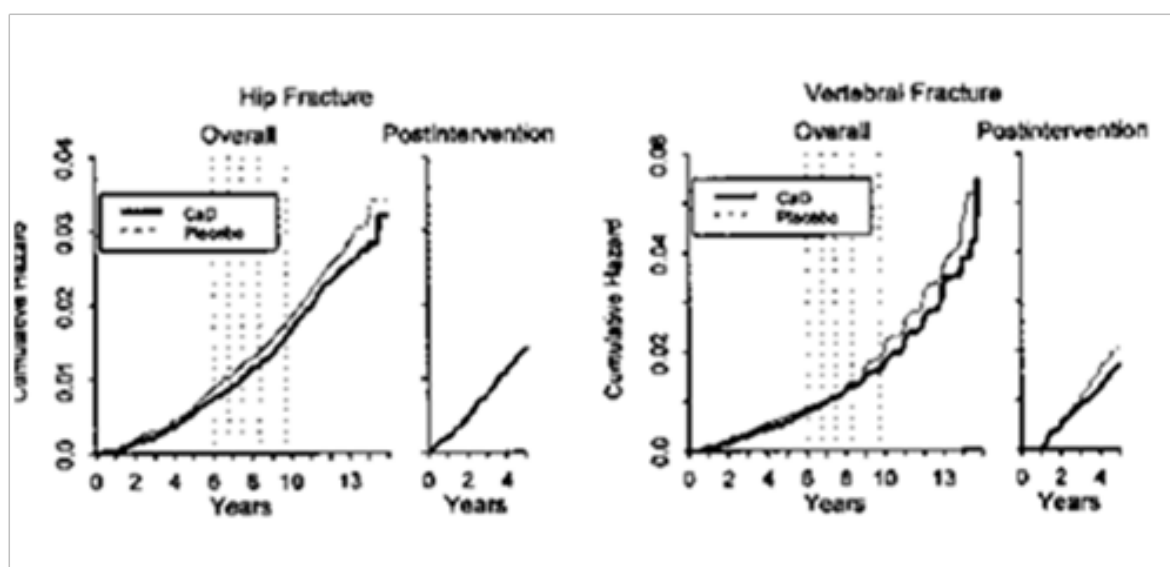 Hip Fracture
Overall
PostIntervention
Cumulative Hazard
0.04
0.03
0.02
0.01
0.0
CaD
Placebo
0 2 4 6 8 10 13
Years
0 2 4
Years
Vertebral Fracture
Overall
Postintervention
Cumulative Hazard
0.06
0.04
0.02
0.0
CaD
Placebo
0 2 4 6 8 10 13
Years
0 2 4
Years